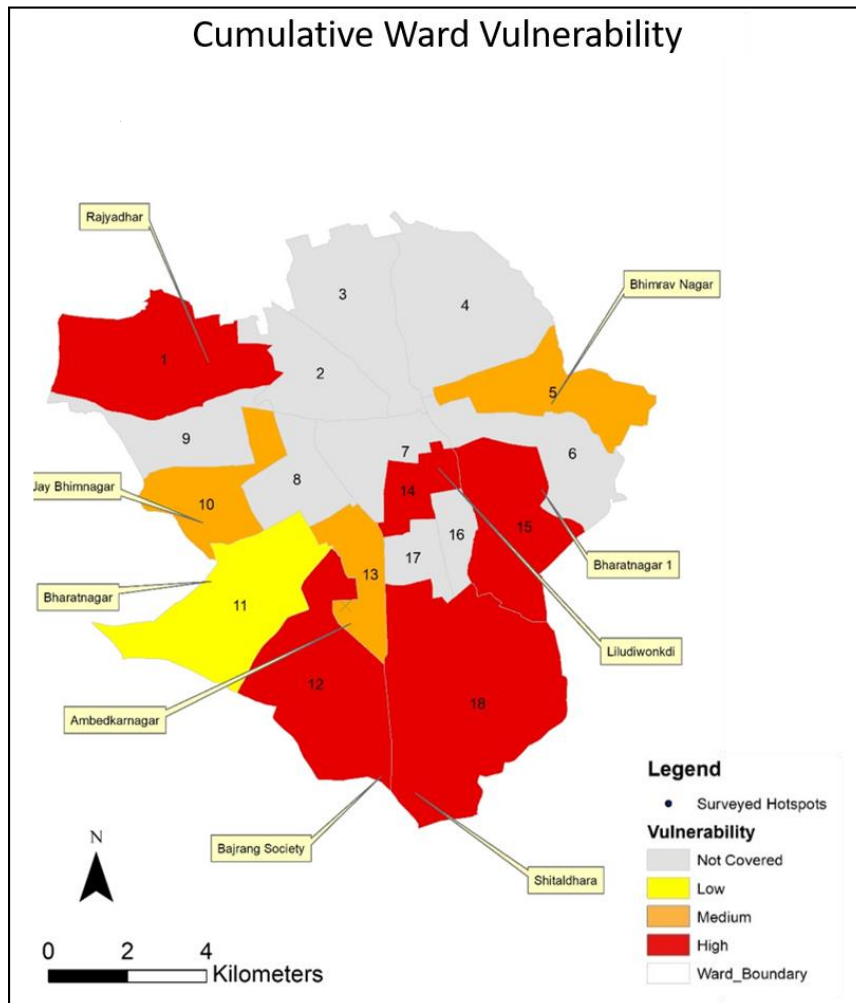 Cumulative Ward Vulnerability
Rajyadhar
Bhimrav Nagar
3
4
1
2
5
9
7
6
8
14
10
15
16
17
Jay Bhimnagar
13
Bharatnagar 1
Bharatnagar
11
Liludiwonkdi
12
18
Ambedkarnagar
Bajrang Society
Shitaldhara
Legend
Surveyed Hotspots
Vulnerability
Not Covered
Low
Medium
High
Ward_Boundary
N
0 2 4
Kilometers